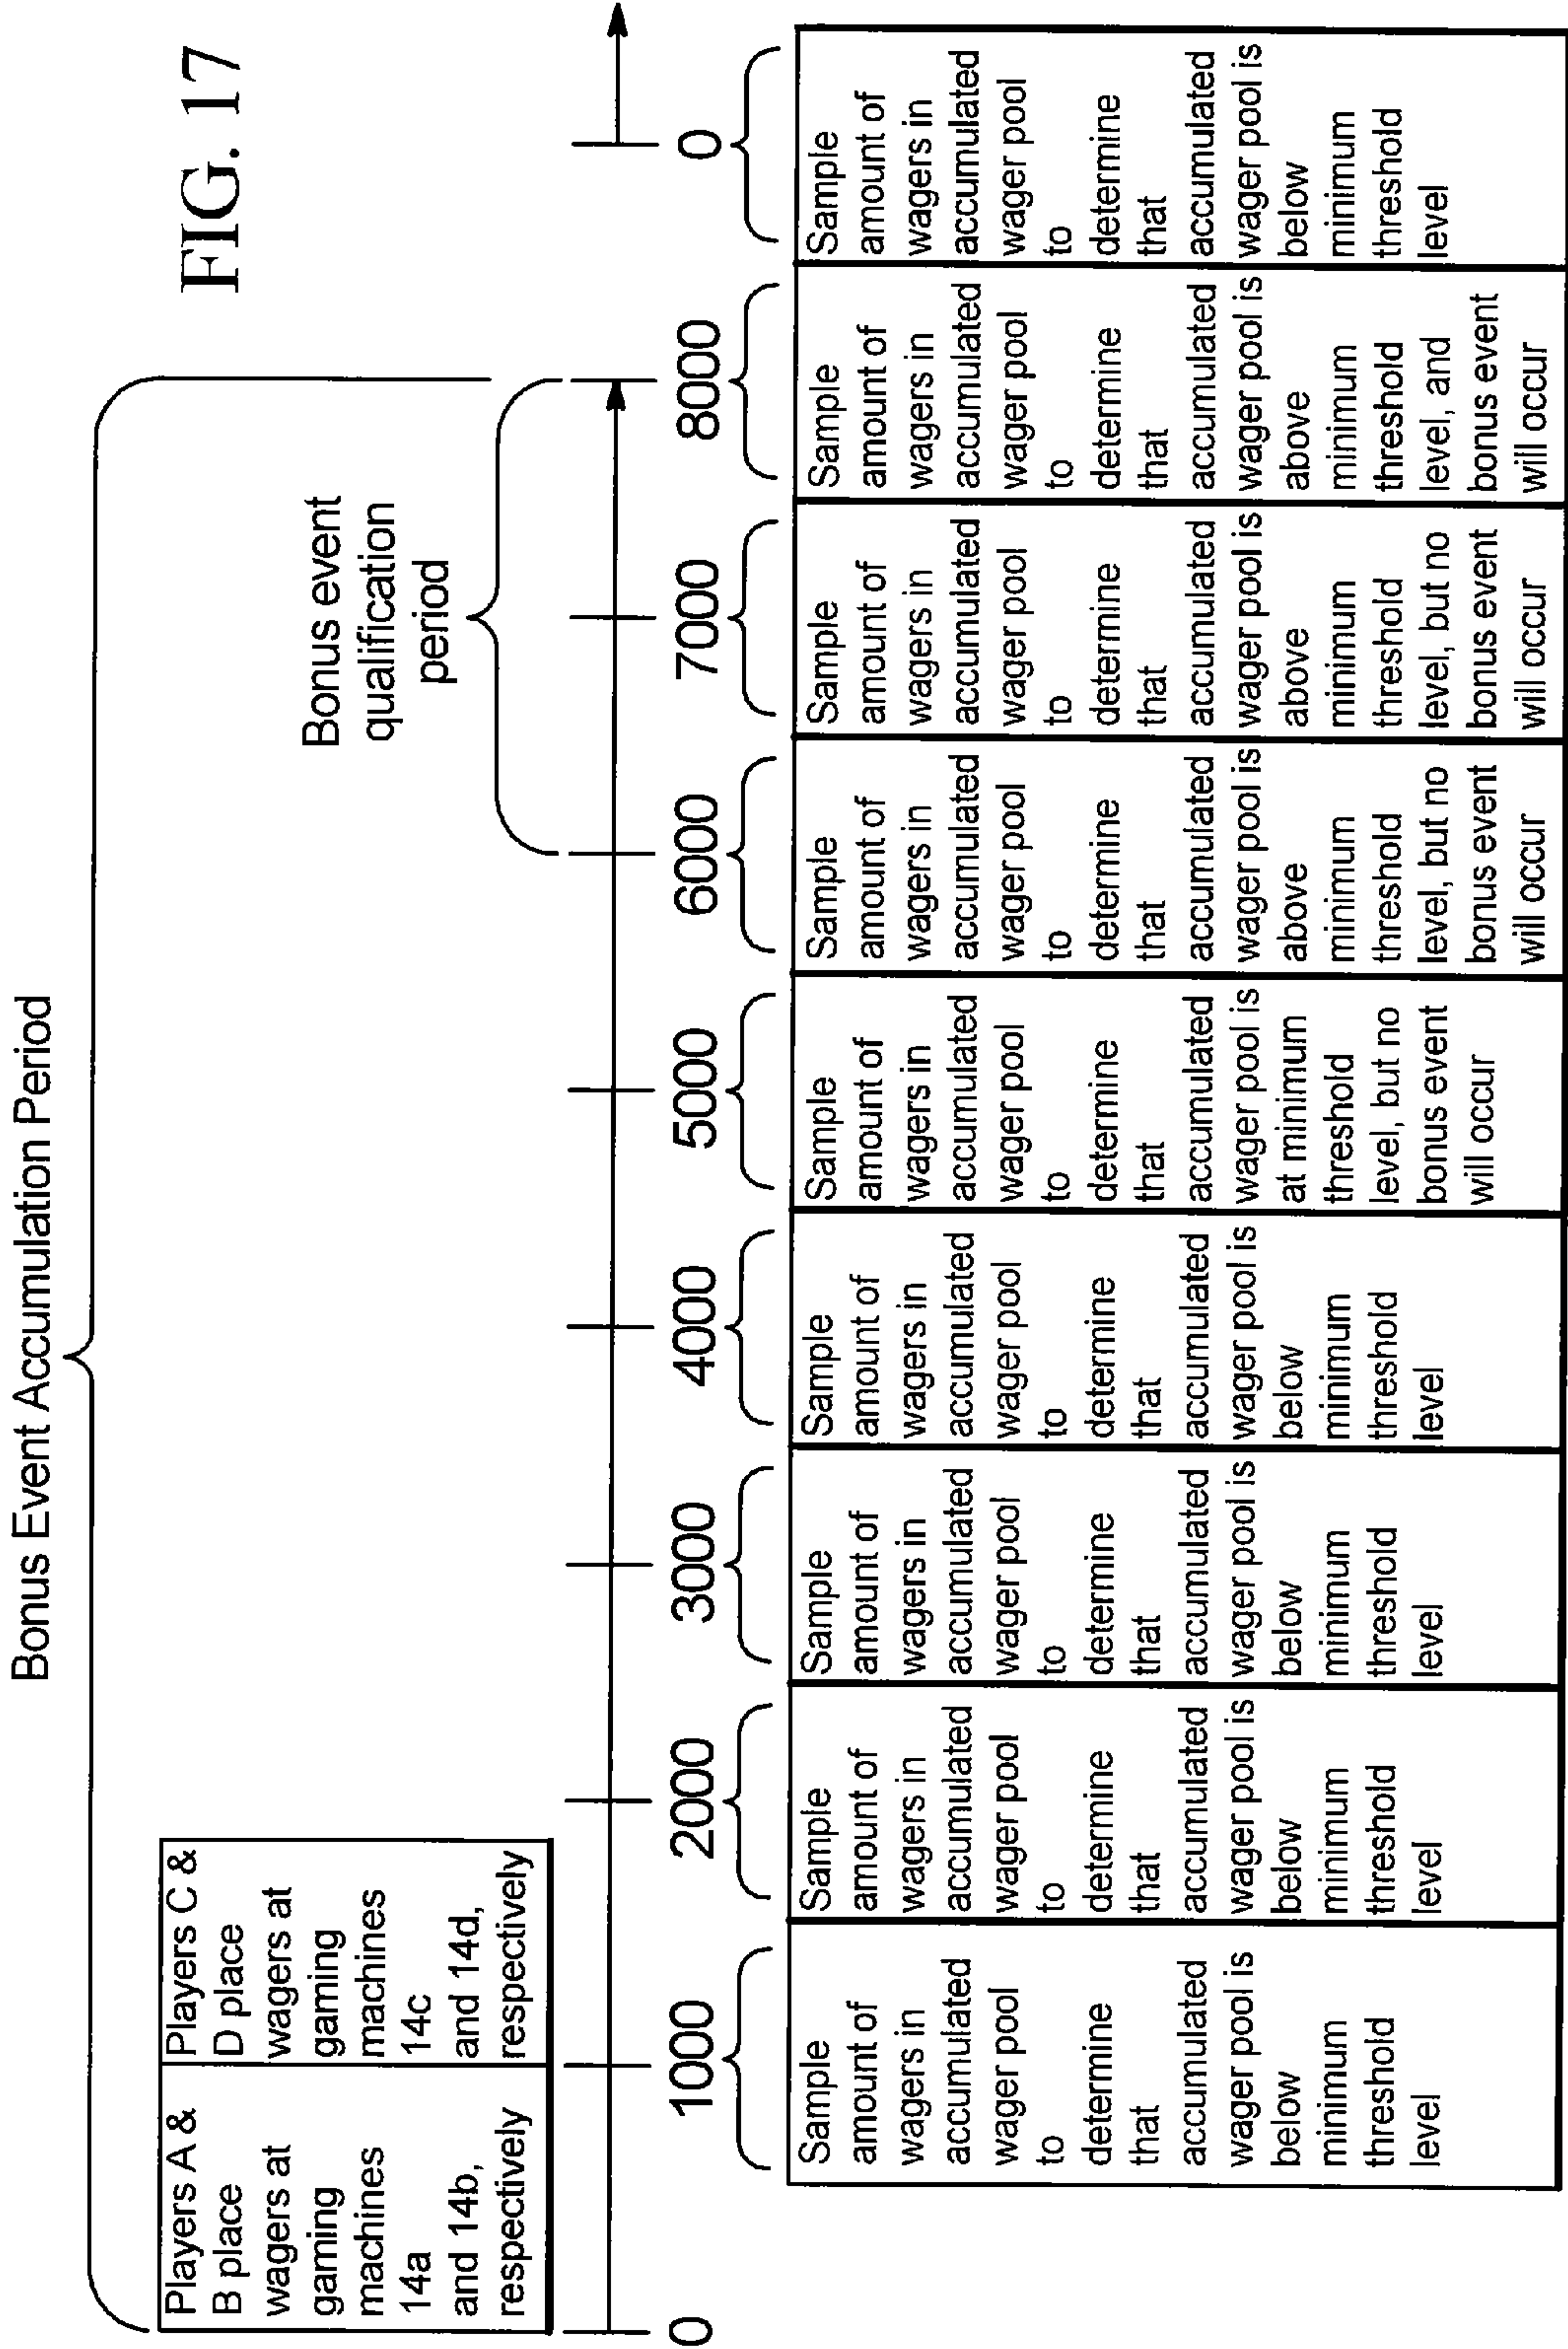 FIG. 17
Bonus Event Accumulation Period
Bonus event
qualification
period
Players A &
B place
wagers at
gaming
machines
14a
and 14b,
respectively
Players C &
D place
wagers at
gaming
machines
14c
and 14d,
respectively
0
1000
2000
3000
4000
5000
6000
7000
8000
0
Sample
amount of
wagers in
accumulated
wager pool
to
determine
that
accumulated
wager pool is
below
minimum
threshold
level
Sample
amount of
wagers in
accumulated
wager pool
to
determine
that
accumulated
wager pool is
below
minimum
threshold
level
Sample
amount of
wagers in
accumulated
wager pool
to
determine
that
accumulated
wager pool is
below
minimum
threshold
level
Sample
amount of
wagers in
accumulated
wager pool
to
determine
that
accumulated
wager pool is
below
minimum
threshold
level
Sample
amount of
wagers in
accumulated
wager pool
to
determine
that
accumulated
wager pool is
at minimum
threshold
level, but no
bonus event
will occur
Sample
amount of
wagers in
accumulated
wager pool
to
determine
that
accumulated
wager pool is
above
minimum
threshold
level, but no
bonus event
will occur
Sample
amount of
wagers in
accumulated
wager pool
to
determine
that
accumulated
wager pool is
above
minimum
threshold
level, but no
bonus event
will occur
Sample
amount of
wagers in
accumulated
wager pool
to
determine
that
accumulated
wager pool is
above
minimum
threshold
level, and
bonus event
will occur
Sample
amount of
wagers in
accumulated
wager pool
to
determine
that
accumulated
wager pool is
below
minimum
threshold
level